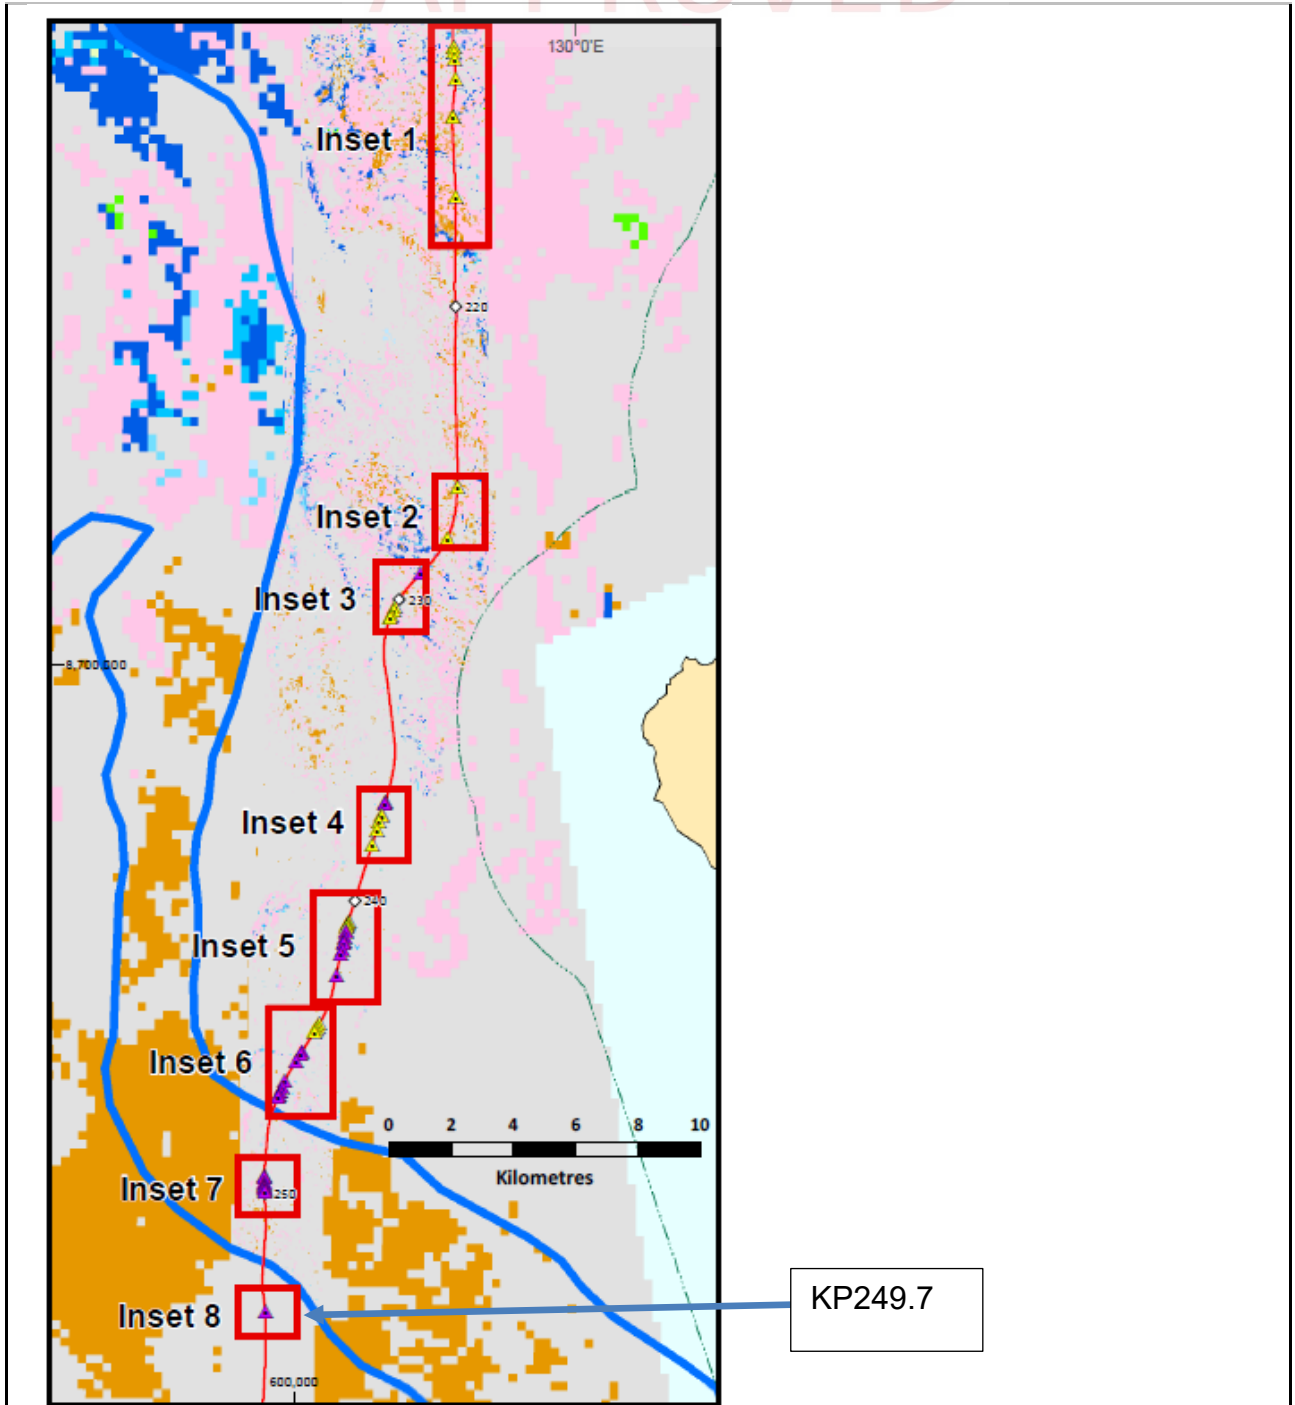 APPROVED
130°0'E
Inset 1
220
Inset 2
Inset 3
230
8,700,000
Inset 4
240
Inset 5
Inset 6
0 2 4 6 8 10
Kilometres
Inset 7
250
KP249.7
Inset 8
600,000